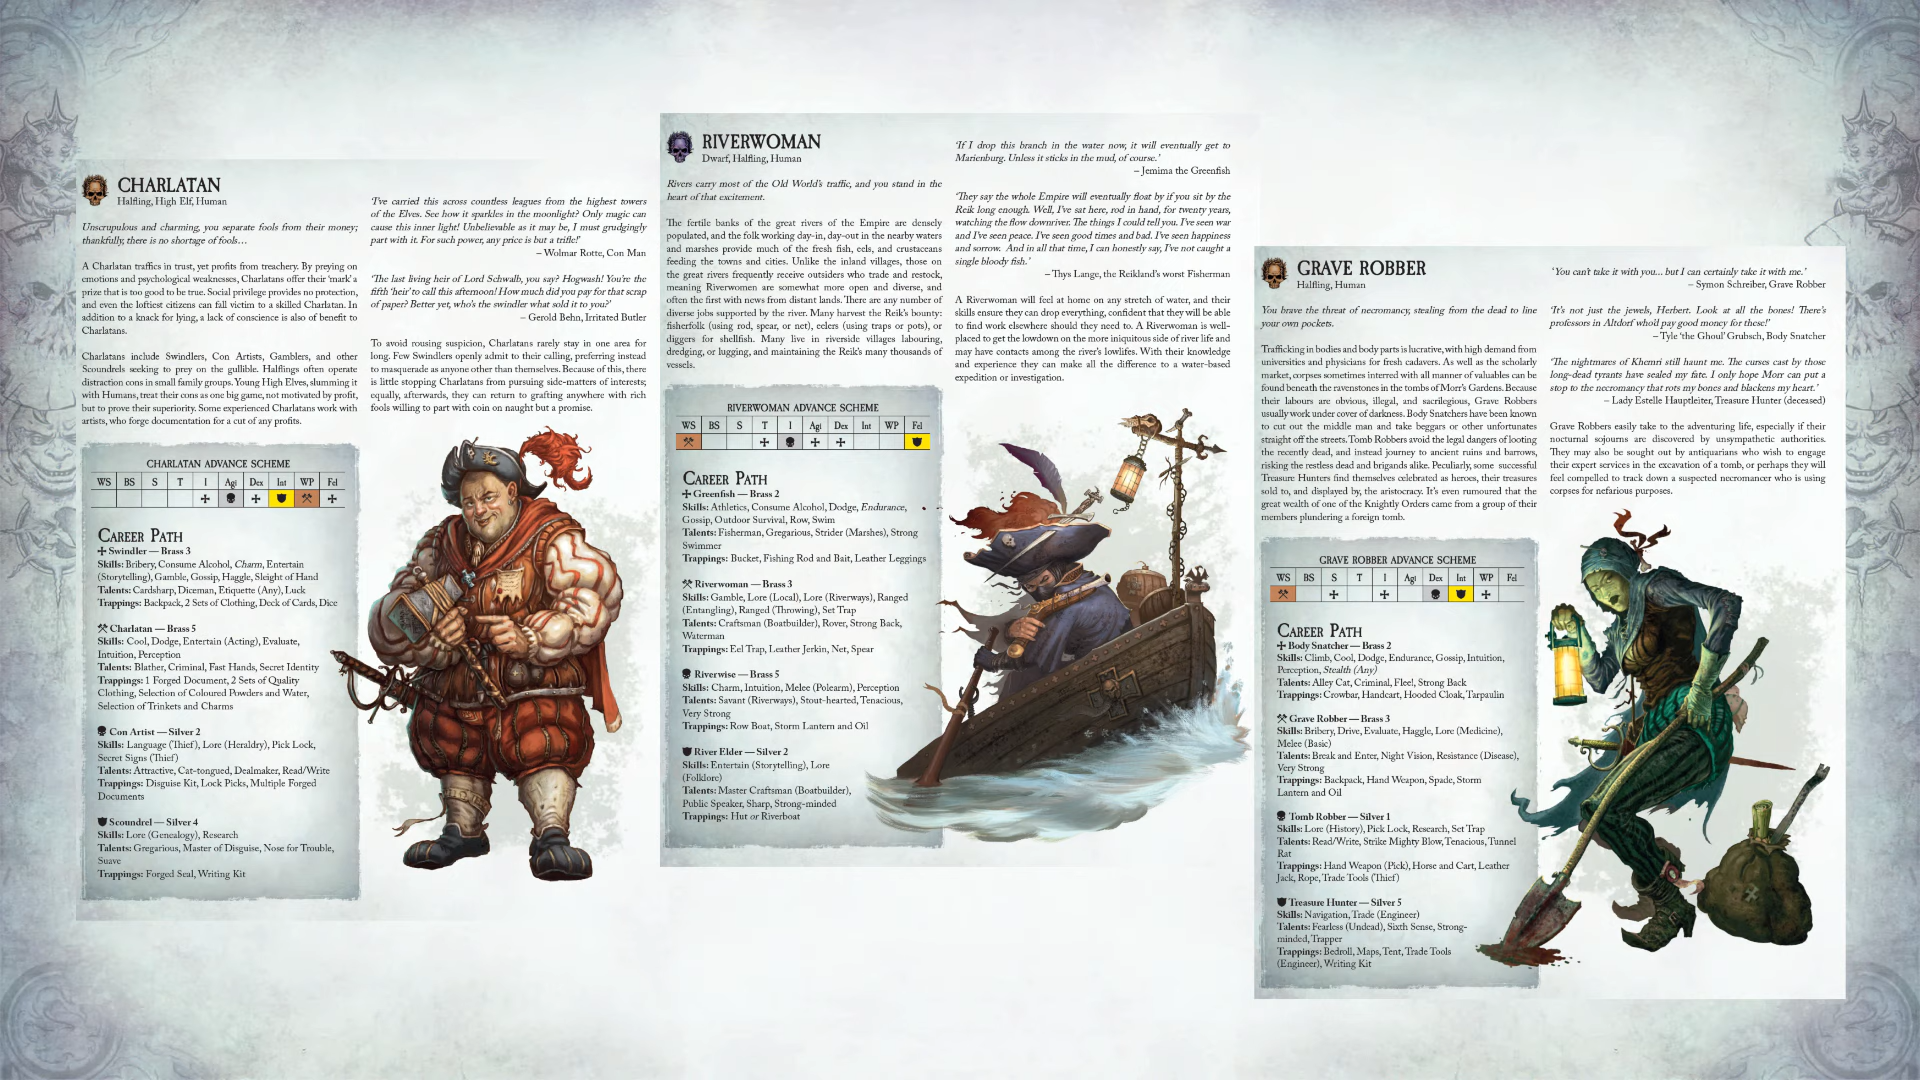 CHARLATAN
Halfling, High Elf, Human
Unscrupulous and charming, you separate fools from their money;
thankfully, there is no shortage of fools…
A Charlatan traffics in trust, yet profits from treachery. By preying on
emotions and psychological weaknesses, Charlatans offer their 'mark' a
prize that is too good to be true. Social privilege provides no protection,
and even the loftiest citizens can fall victim to a skilled Charlatan. In
addition to a knack for lying, a lack of conscience is also of benefit to
Charlatans.
Charlatans include Swindlers, Con Artists, Gamblers, and other
Scoundrels seeking to prey on the gullible. Halflings often operate
distraction cons in small family groups. Young High Elves, slumming it
with Humans, treat their cons as one big game, not motivated by profit,
but to prove their superiority. Some experienced Charlatans work with
artists, who forge documentation for a cut of any profits.
CHARLATAN ADVANCE SCHEME
WS BS S T I Agi Dex Int WP Fel
CAREER PATH
Swindler — Brass 3
Skills: Bribery, Consume Alcohol, Charm, Entertain
(Storytelling), Gamble, Gossip, Haggle, Sleight of Hand
Talents: Cardsharp, Diceman, Etiquette (Any), Luck
Trappings: Backpack, 2 Sets of Clothing, Deck of Cards, Dice
Charlatan — Brass 5
Skills: Cool, Dodge, Entertain (Acting), Evaluate,
Intuition, Perception
Talents: Blather, Criminal, Fast Hands, Secret Identity
Trappings: 1 Forged Document, 2 Sets of Quality
Clothing, Selection of Coloured Powders and Water,
Selection of Trinkets and Charms
Con Artist — Silver 2
Skills: Language (Thief), Lore (Heraldry), Pick Lock,
Secret Signs (Thief)
Talents: Attractive, Cat-tongued, Dealmaker, Read/Write
Trappings: Disguise Kit, Lock Picks, Multiple Forged
Documents
Scoundrel — Silver 4
Skills: Lore (Genealogy), Research
Talents: Gregarious, Master of Disguise, Nose for Trouble,
Suave
Trappings: Forged Seal, Writing Kit
'I've carried this across countless leagues from the highest towers
of the Elves. See how it sparkles in the moonlight? Only magic can
cause this inner light! Unbelievable as it may be, I must grudgingly
part with it. For such power, any price is but a trifle!'
– Wolmar Rotte, Con Man
'The last living heir of Lord Schwalb, you say? Hogwash! You're the
fifth 'heir' to call this afternoon! How much did you pay for that scrap
of paper? Better yet, who's the swindler what sold it to you?'
– Gerold Behn, Irritated Butler
To avoid rousing suspicion, Charlatans rarely stay in one area for
long. Few Swindlers openly admit to their calling, preferring instead
to masquerade as anyone other than themselves. Because of this, there
is little stopping Charlatans from pursuing side-matters of interests;
equally, afterwards, they can return to grafting anywhere with rich
fools willing to part with coin on naught but a promise.
RIVERWOMAN
Dwarf, Halfling, Human
Rivers carry most of the Old World's traffic, and you stand in the
heart of that excitement.
The fertile banks of the great rivers of the Empire are densely
populated, and the folk working day-in, day-out in the nearby waters
and marshes provide much of the fresh fish, eels, and crustaceans
feeding the towns and cities. Unlike the inland villages, those on
the great rivers frequently receive outsiders who trade and restock,
meaning Riverwomen are somewhat more open and diverse, and
often the first with news from distant lands. There are any number of
diverse jobs supported by the river. Many harvest the Reik's bounty:
fisherfolk (using rod, spear, or net), eelers (using traps or pots), or
diggers for shellfish. Many live in riverside villages labouring,
dredging, or lugging, and maintaining the Reik's many thousands of
vessels.
RIVERWOMAN ADVANCE SCHEME
WS BS S T I Agi Dex Int WP Fel
CAREER PATH
Greenfish — Brass 2
Skills: Athletics, Consume Alcohol, Dodge, Endurance,
Gossip, Outdoor Survival, Row, Swim
Talents: Fisherman, Gregarious, Strider (Marshes), Strong
Swimmer
Trappings: Bucket, Fishing Rod and Bait, Leather Leggings
Riverwoman — Brass 3
Skills: Gamble, Lore (Local), Lore (Riverways), Ranged
(Entangling), Ranged (Throwing), Set Trap
Talents: Craftsman (Boatbuilder), Rover, Strong Back,
Waterman
Trappings: Eel Trap, Leather Jerkin, Net, Spear
Riverwise — Brass 5
Skills: Charm, Intuition, Melee (Polearm), Perception
Talents: Savant (Riverways), Stout-hearted, Tenacious,
Very Strong
Trappings: Row Boat, Storm Lantern and Oil
River Elder — Silver 2
Skills: Entertain (Storytelling), Lore
(Folklore)
Talents: Master Craftsman (Boatbuilder),
Public Speaker, Sharp, Strong-minded
Trappings: Hut or Riverboat
'If I drop this branch in the water now, it will eventually get to
Marienburg. Unless it sticks in the mud, of course.'
– Jemima the Greenfish
'They say the whole Empire will eventually float by if you sit by the
Reik long enough. Well, I've sat here, rod in hand, for twenty years,
watching the flow downriver. The things I could tell you. I've seen war
and I've seen peace. I've seen good times and bad. I've seen happiness
and sorrow. And in all that time, I can honestly say, I've not caught a
single bloody fish.'
– Thys Lange, the Reikland's worst Fisherman
A Riverwoman will feel at home on any stretch of water, and their
skills ensure they can drop everything, confident that they will be able
to find work elsewhere should they need to. A Riverwoman is well-
placed to get the lowdown on the more iniquitous side of river life and
may have contacts among the river's lowlifes. With their knowledge
and experience they can make all the difference to a water-based
expedition or investigation.
GRAVE ROBBER
Halfling, Human
You brave the threat of necromancy, stealing from the dead to line
your own pockets.
Trafficking in bodies and body parts is lucrative, with high demand from
universities and physicians for fresh cadavers. As well as the scholarly
market, corpses sometimes interred with all manner of valuables can be
found beneath the ravenstones in the tombs of Morr's Gardens. Because
their labours are obvious, illegal, and sacrilegious, Grave Robbers
usually work under cover of darkness. Body Snatchers have been known
to cut out the middle man and take beggars or other unfortunates
straight off the streets. Tomb Robbers avoid the legal dangers of looting
the recently dead, and instead journey to ancient ruins and barrows,
risking the restless dead and brigands alike. Peculiarly, some successful
Treasure Hunters find themselves celebrated as heroes, their treasures
sold to, and displayed by, the aristocracy. It's even rumoured that the
great wealth of one of the Knightly Orders came from a group of their
members plundering a foreign tomb.
GRAVE ROBBER ADVANCE SCHEME
WS BS S T I Agi Dex Int WP Fel
CAREER PATH
Body Snatcher — Brass 2
Skills: Climb, Cool, Dodge, Endurance, Gossip, Intuition,
Perception, Stealth (Any)
Talents: Alley Cat, Criminal, Flee!, Strong Back
Trappings: Crowbar, Handcart, Hooded Cloak, Tarpaulin
Grave Robber — Brass 3
Skills: Bribery, Drive, Evaluate, Haggle, Lore (Medicine),
Melee (Basic)
Talents: Break and Enter, Night Vision, Resistance (Disease),
Very Strong
Trappings: Backpack, Hand Weapon, Spade, Storm
Lantern and Oil
Tomb Robber — Silver 1
Skills: Lore (History), Pick Lock, Research, Set Trap
Talents: Read/Write, Strike Mighty Blow, Tenacious, Tunnel
Rat
Trappings: Hand Weapon (Pick), Horse and Cart, Leather
Jack, Rope, Trade Tools (Thief)
Treasure Hunter — Silver 5
Skills: Navigation, Trade (Engineer)
Talents: Fearless (Undead), Sixth Sense, Strong-
minded, Trapper
Trappings: Bedroll, Maps, Tent, Trade Tools
(Engineer), Writing Kit
'You can't take it with you... but I can certainly take it with me.'
– Symon Schreiber, Grave Robber
'It's not just the jewels, Herbert. Look at all the bones! There's
professors in Altdorf who'd pay good money for these!'
– Tyle 'the Ghoul' Grubsch, Body Snatcher
'The nightmares of Khemri still haunt me. The curses cast by those
long-dead tyrants have sealed my fate. I only hope Morr can put a
stop to the necromancy that rots my bones and blackens my heart.'
– Lady Estelle Hauptleiter, Treasure Hunter (deceased)
Grave Robbers easily take to the adventuring life, especially if their
nocturnal sojourns are discovered by unsympathetic authorities.
They may also be sought out by antiquarians who wish to engage
their expert services in the excavation of a tomb, or perhaps they will
feel compelled to track down a suspected necromancer who is using
corpses for nefarious purposes.